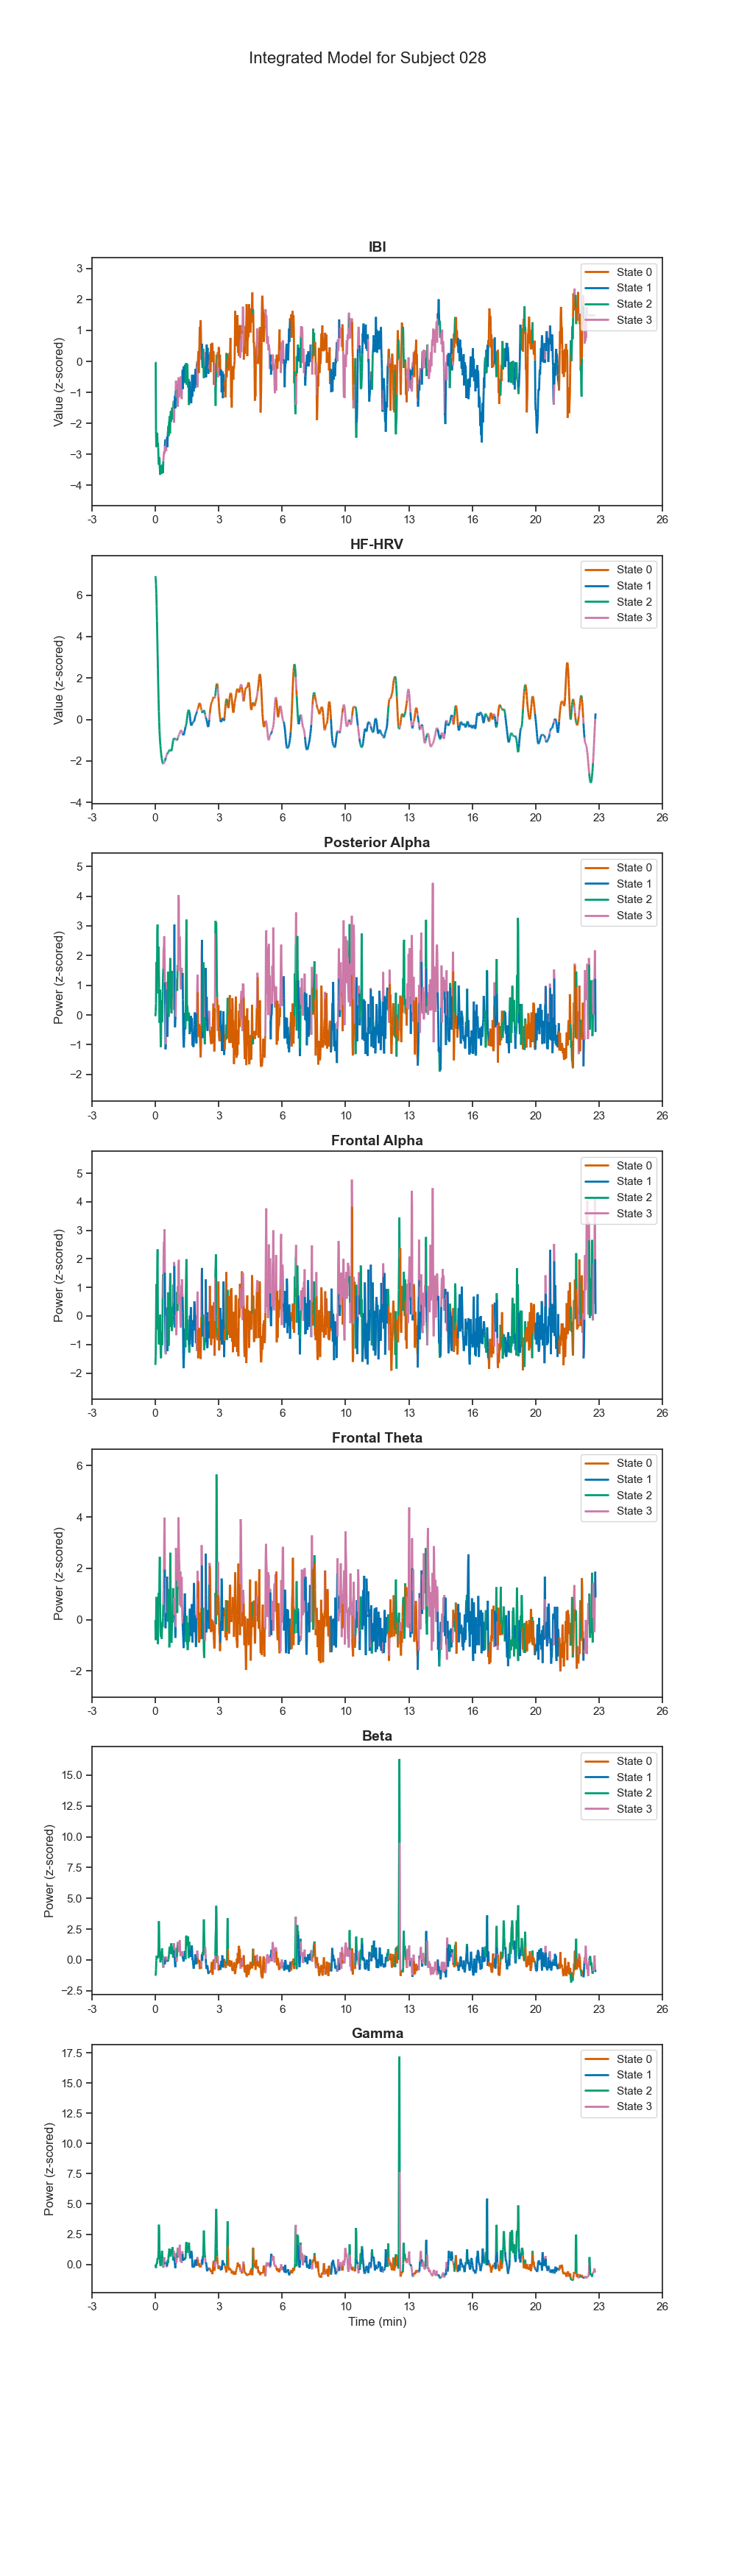 Integrated Model for Subject 028
IBI
Value (z-scored)
3
2
1
0
−1
−2
−3
−4
State 0
State 1
State 2
State 3
-3 0 3 6 10 13 16 20 23 26
HF-HRV
Value (z-scored)
6
4
2
0
−2
−4
State 0
State 1
State 2
State 3
-3 0 3 6 10 13 16 20 23 26
Posterior Alpha
Power (z-scored)
5
4
3
2
1
0
−1
−2
State 0
State 1
State 2
State 3
-3 0 3 6 10 13 16 20 23 26
Frontal Alpha
Power (z-scored)
5
4
3
2
1
0
−1
−2
State 0
State 1
State 2
State 3
-3 0 3 6 10 13 16 20 23 26
Frontal Theta
Power (z-scored)
6
4
2
0
−2
State 0
State 1
State 2
State 3
-3 0 3 6 10 13 16 20 23 26
Beta
Power (z-scored)
15.0
12.5
10.0
7.5
5.0
2.5
0.0
−2.5
State 0
State 1
State 2
State 3
-3 0 3 6 10 13 16 20 23 26
Gamma
Power (z-scored)
17.5
15.0
12.5
10.0
7.5
5.0
2.5
0.0
State 0
State 1
State 2
State 3
-3 0 3 6 10 13 16 20 23 26
Time (min)